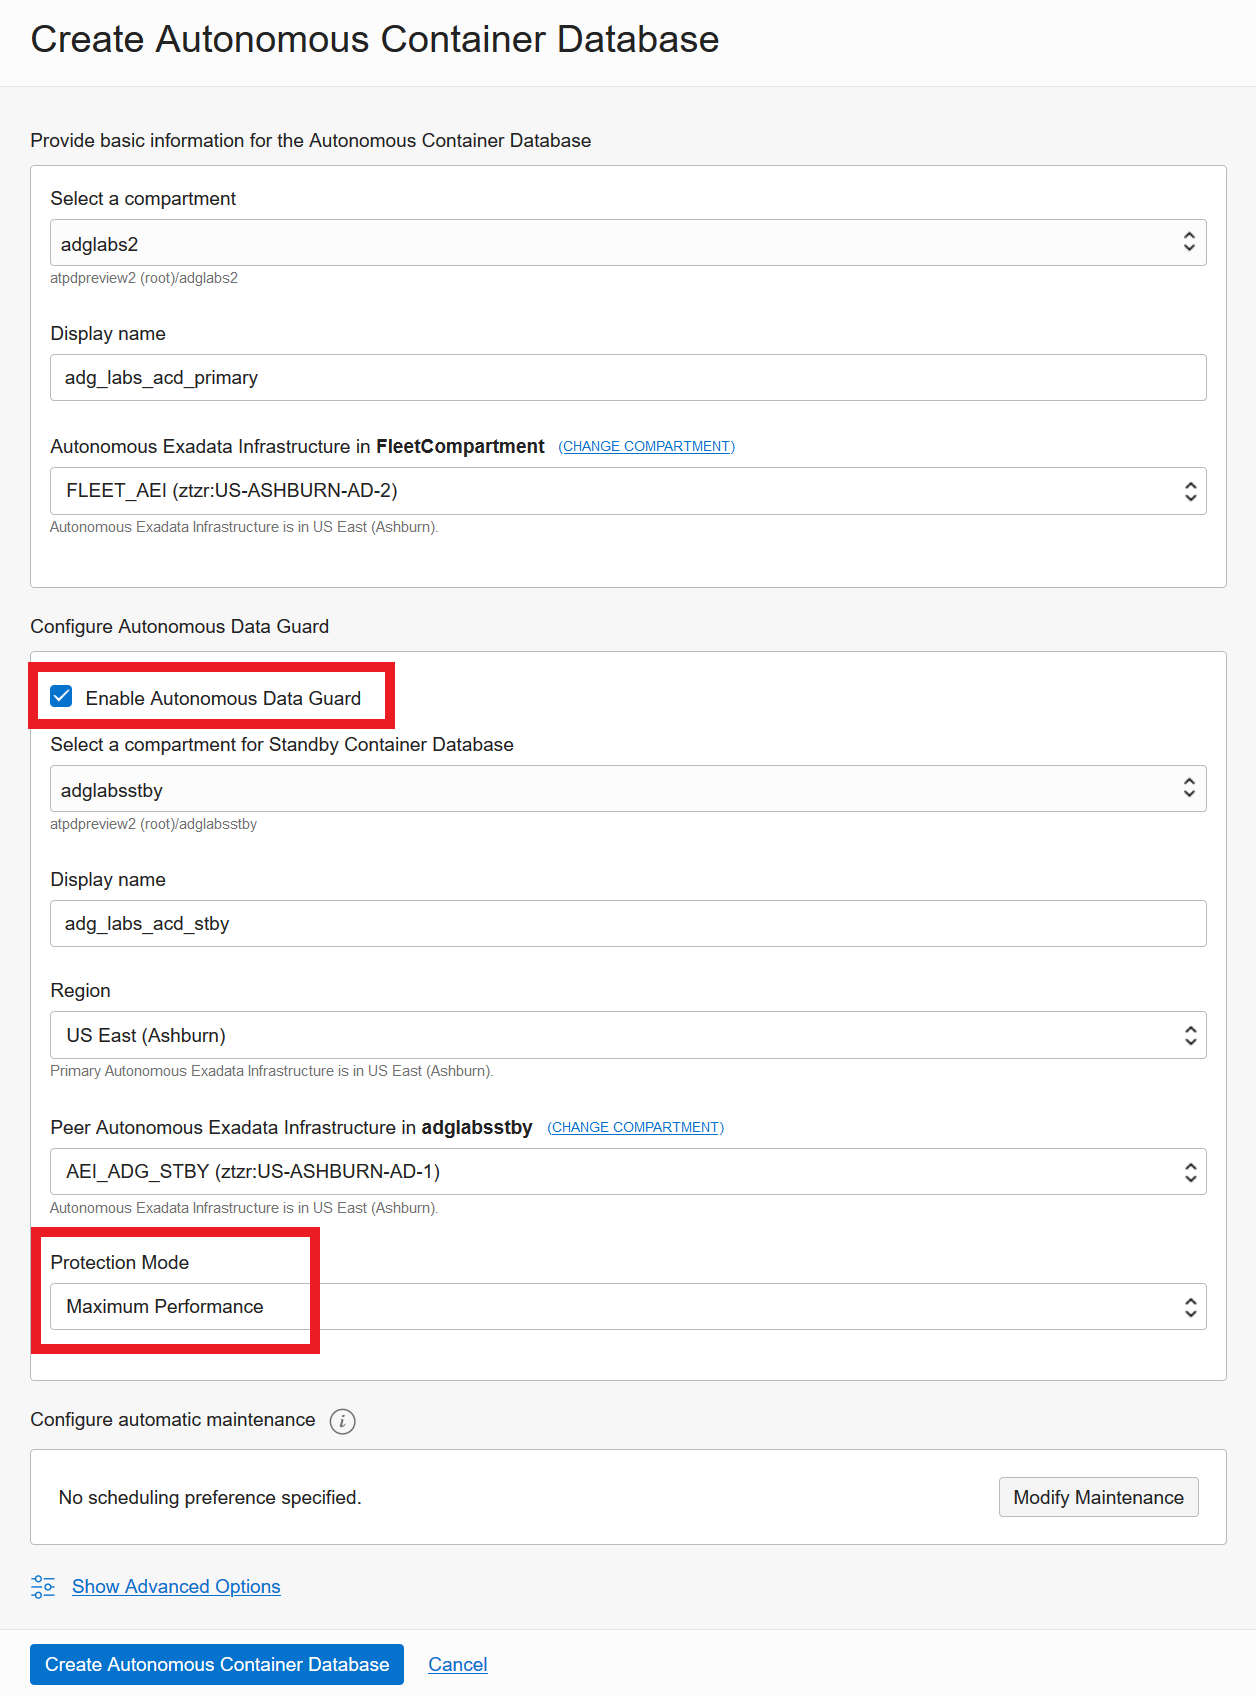 Create Autonomous Container Database
Provide basic information for the Autonomous Container Database
Select a compartment
adglabs2
atpdpreview2 (root)/adglabs2
Display name
adg_labs_acd_primary
Autonomous Exadata Infrastructure in FleetCompartment (CHANGE COMPARTMENT)
FLEET_AEI (ztzr:US-ASHBURN-AD-2)
Autonomous Exadata Infrastructure is in US East (Ashburn).
Configure Autonomous Data Guard
Enable Autonomous Data Guard
Select a compartment for Standby Container Database
adglabsstby
atpdpreview2 (root)/adglabsstby
Display name
adg_labs_acd_stby
Region
US East (Ashburn)
Primary Autonomous Exadata Infrastructure is in US East (Ashburn).
Peer Autonomous Exadata Infrastructure in adglabsstby (CHANGE COMPARTMENT)
AEI_ADG_STBY (ztzr:US-ASHBURN-AD-1)
Autonomous Exadata Infrastructure is in US East (Ashburn).
Protection Mode
Maximum Performance
Configure automatic maintenance i
No scheduling preference specified. Modify Maintenance
Show Advanced Options
Create Autonomous Container Database Cancel